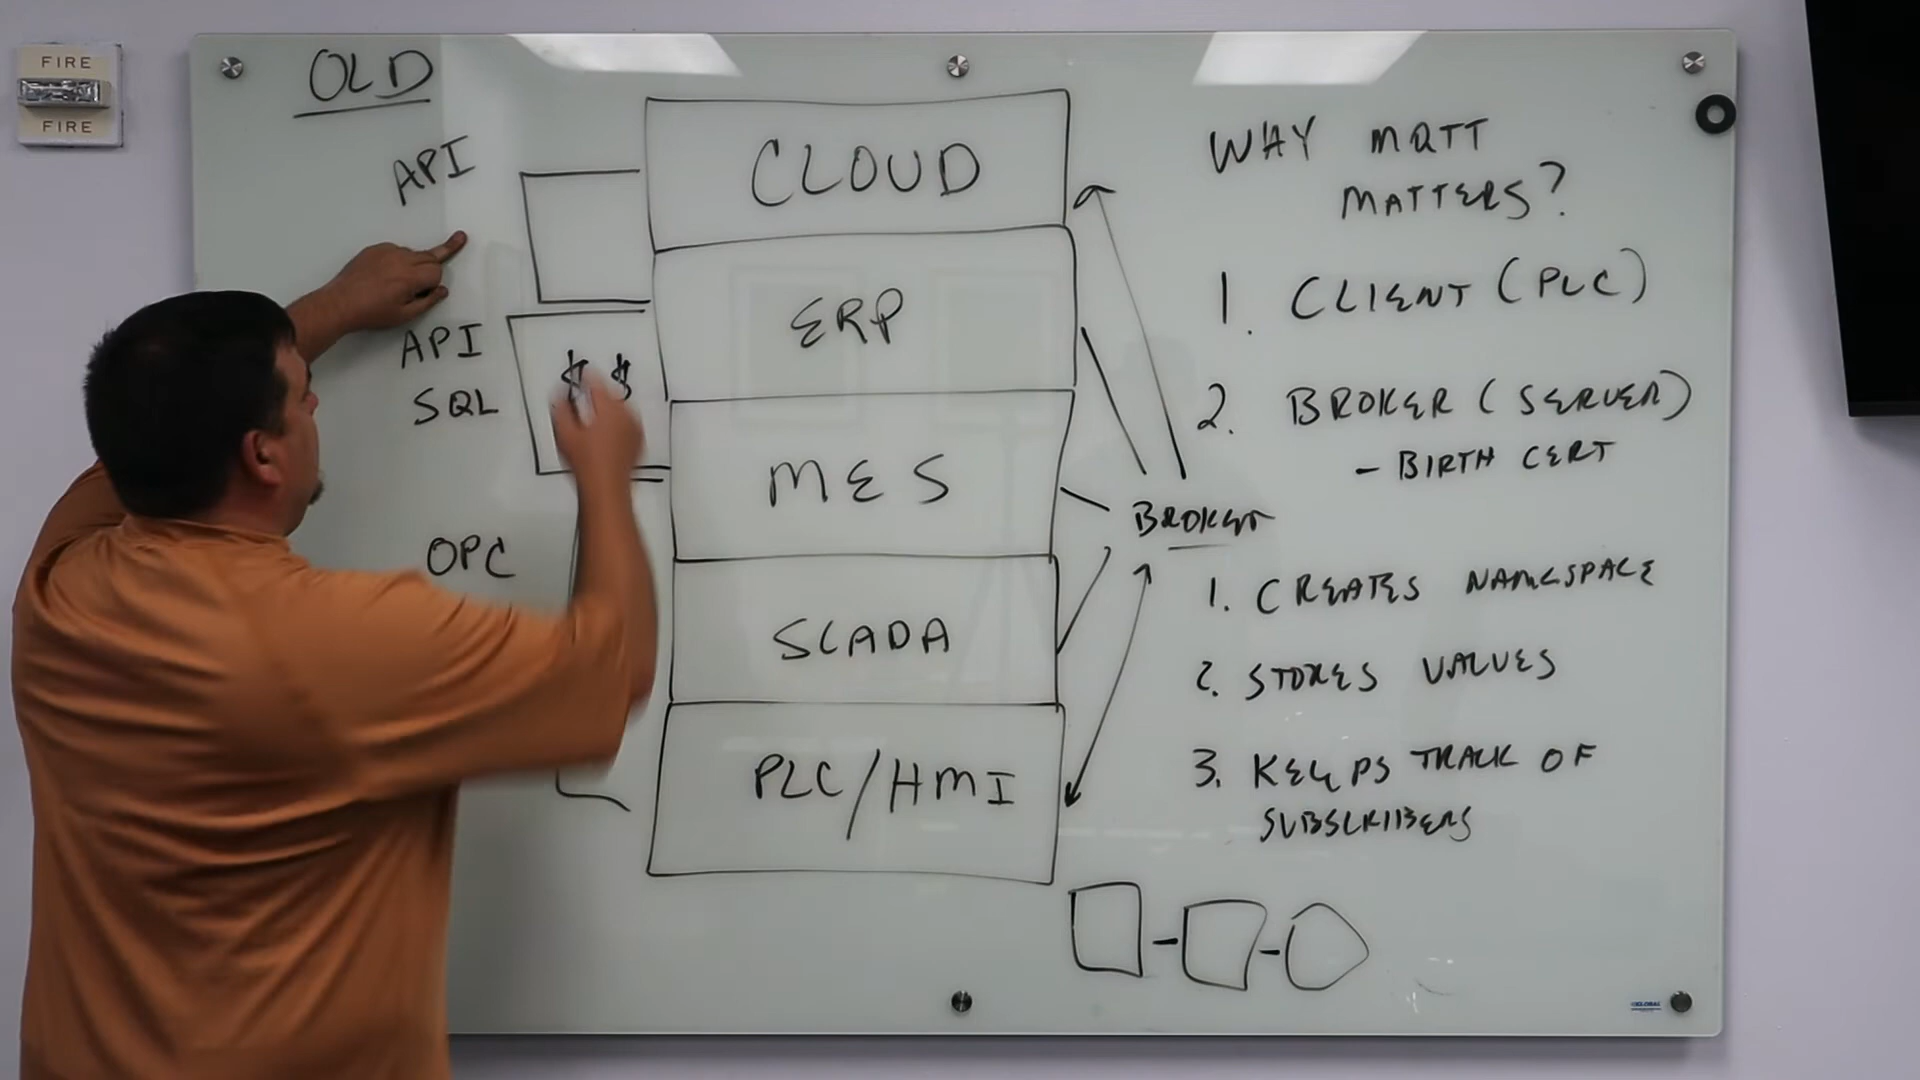 FIRE
FIRE
OLD
API
API
SQL
$ $
OPC
CLOUD
ERP
MES
SCADA
PLC/HMI
WHY MQTT
MATTERS?
1. CLIENT (PLC)
2. BROKER (SERVER)
- BIRTH CERT
BROKER
1. CREATES NAMESPACE
2. STORES VALUES
3. KEEPS TRACK OF
SUBSCRIBERS
GLOBAL